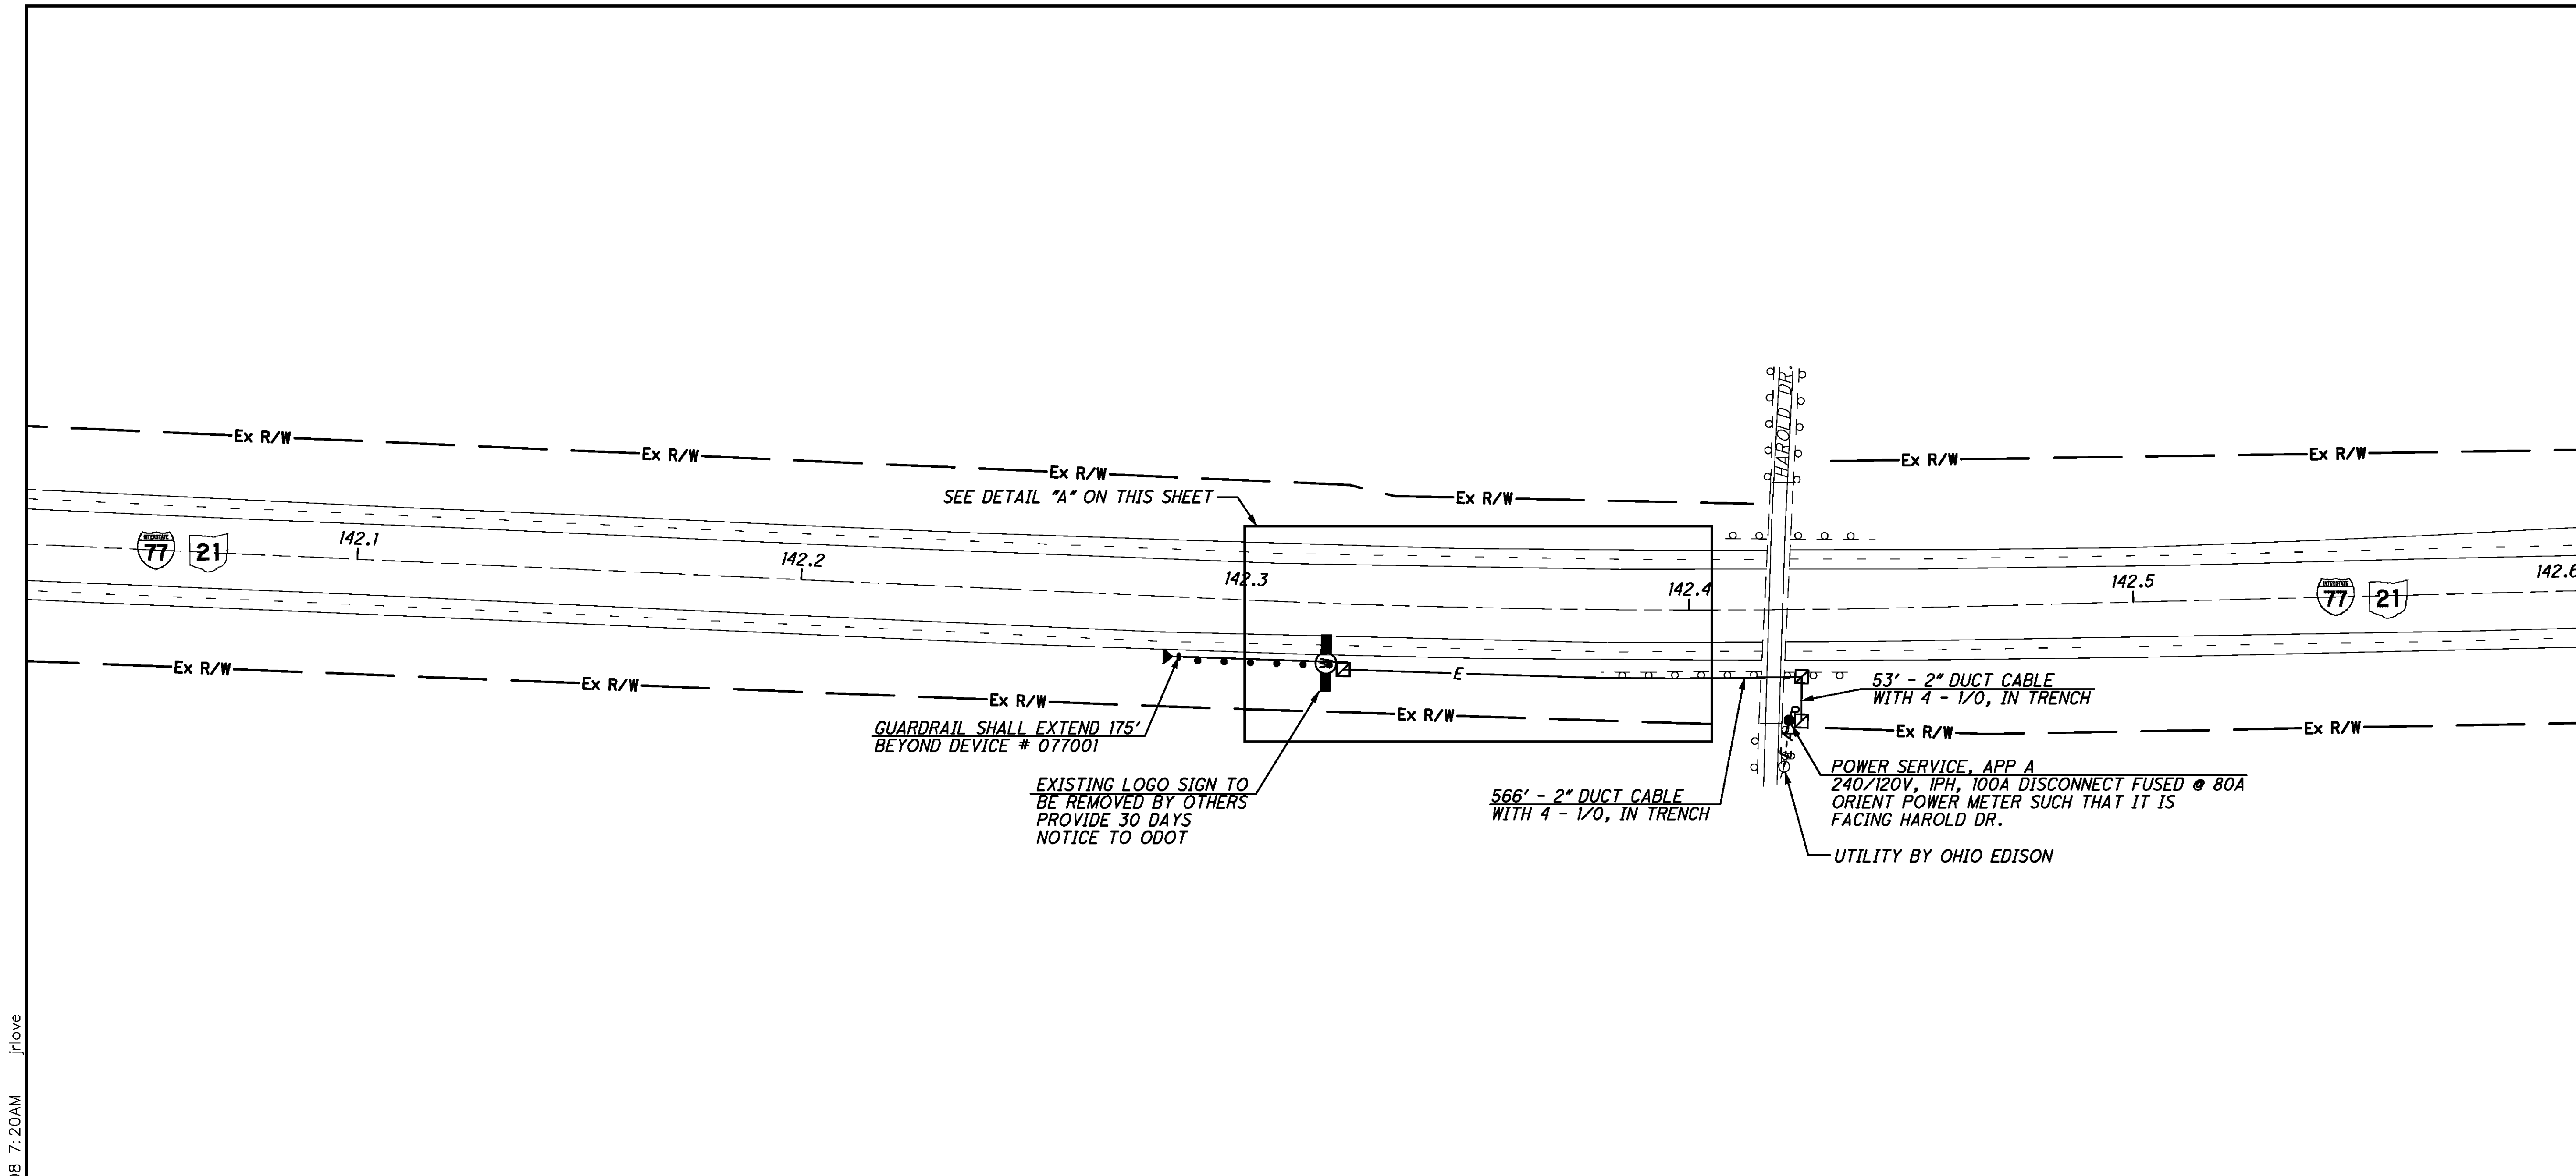 HAROLD DR.
Ex R/W
Ex R/W
Ex R/W
Ex R/W
Ex R/W
Ex R/W
SEE DETAIL "A" ON THIS SHEET
INTERSTATE
77
21
142.1
142.2
142.3
142.4
142.5
142.6
INTERSTATE
77
21
Ex R/W
Ex R/W
Ex R/W
Ex R/W
Ex R/W
Ex R/W
E
P
53' - 2" DUCT CABLE
WITH 4 - 1/0, IN TRENCH
GUARDRAIL SHALL EXTEND 175'
BEYOND DEVICE # 077001
EXISTING LOGO SIGN TO
BE REMOVED BY OTHERS
PROVIDE 30 DAYS
NOTICE TO ODOT
566' - 2" DUCT CABLE
WITH 4 - 1/0, IN TRENCH
POWER SERVICE, APP A
240/120V, 1PH, 100A DISCONNECT FUSED @ 80A
ORIENT POWER METER SUCH THAT IT IS
FACING HAROLD DR.
UTILITY BY OHIO EDISON
7:20AM jrlove